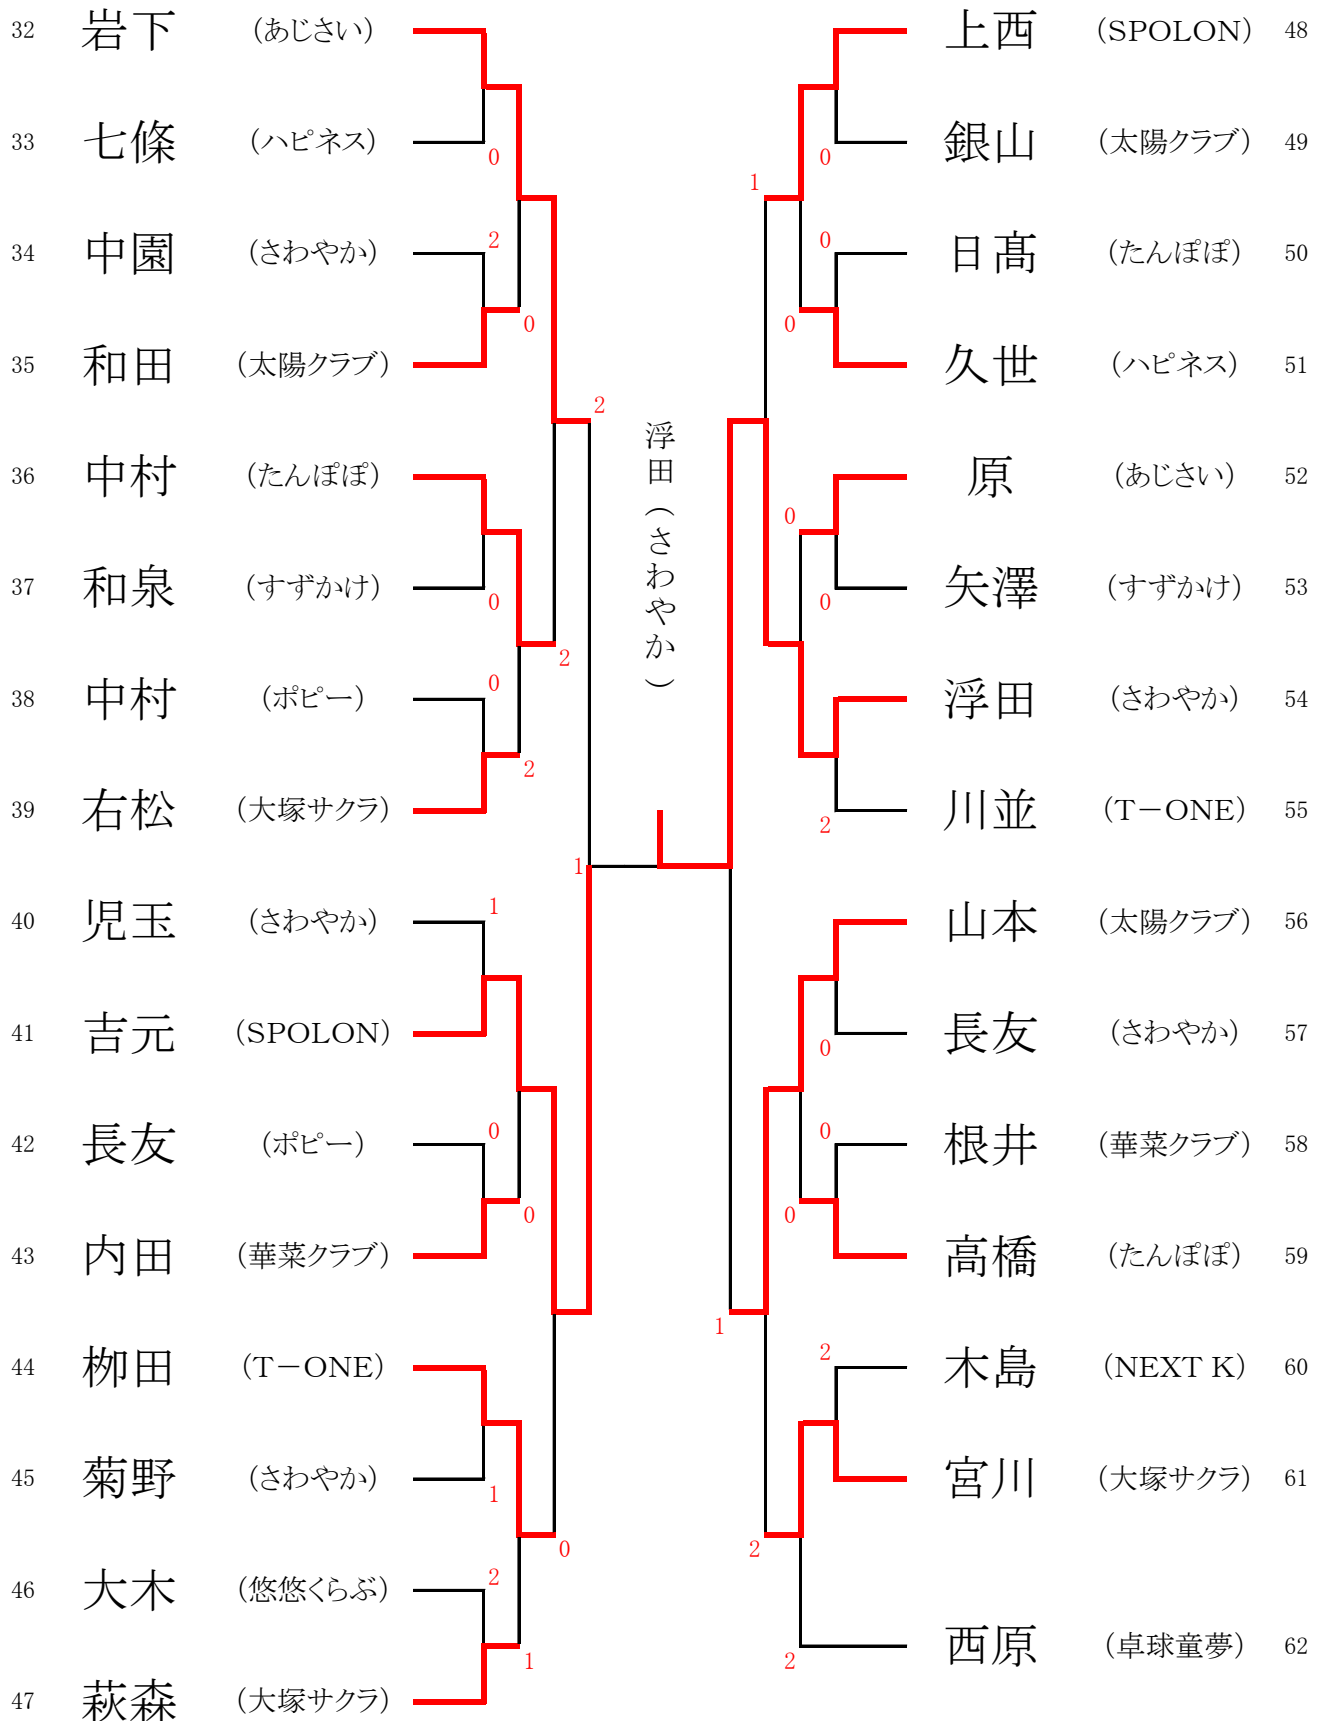 32 岩下 (あじさい)
33 七條 (ハピネス)
0
34 中園 (さわやか)
2
0
35 和田 (太陽クラブ)
2
36 中村 (たんぽぽ)
37 和泉 (すずかけ)
0
2
38 中村 (ポピー)
0
2
39 右松 (大塚サクラ)
1
40 児玉 (さわやか)
1
41 吉元 (SPOLON)
42 長友 (ポピー)
0
0
43 内田 (華菜クラブ)
44 栁田 (T－ONE)
45 菊野 (さわやか)
1
0
46 大木 (悠悠くらぶ)
2
1
47 萩森 (大塚サクラ)
浮田(さわやか)
上西 (SPOLON) 48
銀山 (太陽クラブ) 49
0
1
日髙 (たんぽぽ) 50
0
0
久世 (ハピネス) 51
原 (あじさい) 52
0
矢澤 (すずかけ) 53
0
浮田 (さわやか) 54
川並 (T－ONE) 55
2
山本 (太陽クラブ) 56
長友 (さわやか) 57
0
根井 (華菜クラブ) 58
0
0
高橋 (たんぽぽ) 59
1
木島 (NEXT K) 60
2
宮川 (大塚サクラ) 61
2
西原 (卓球童夢) 62
2